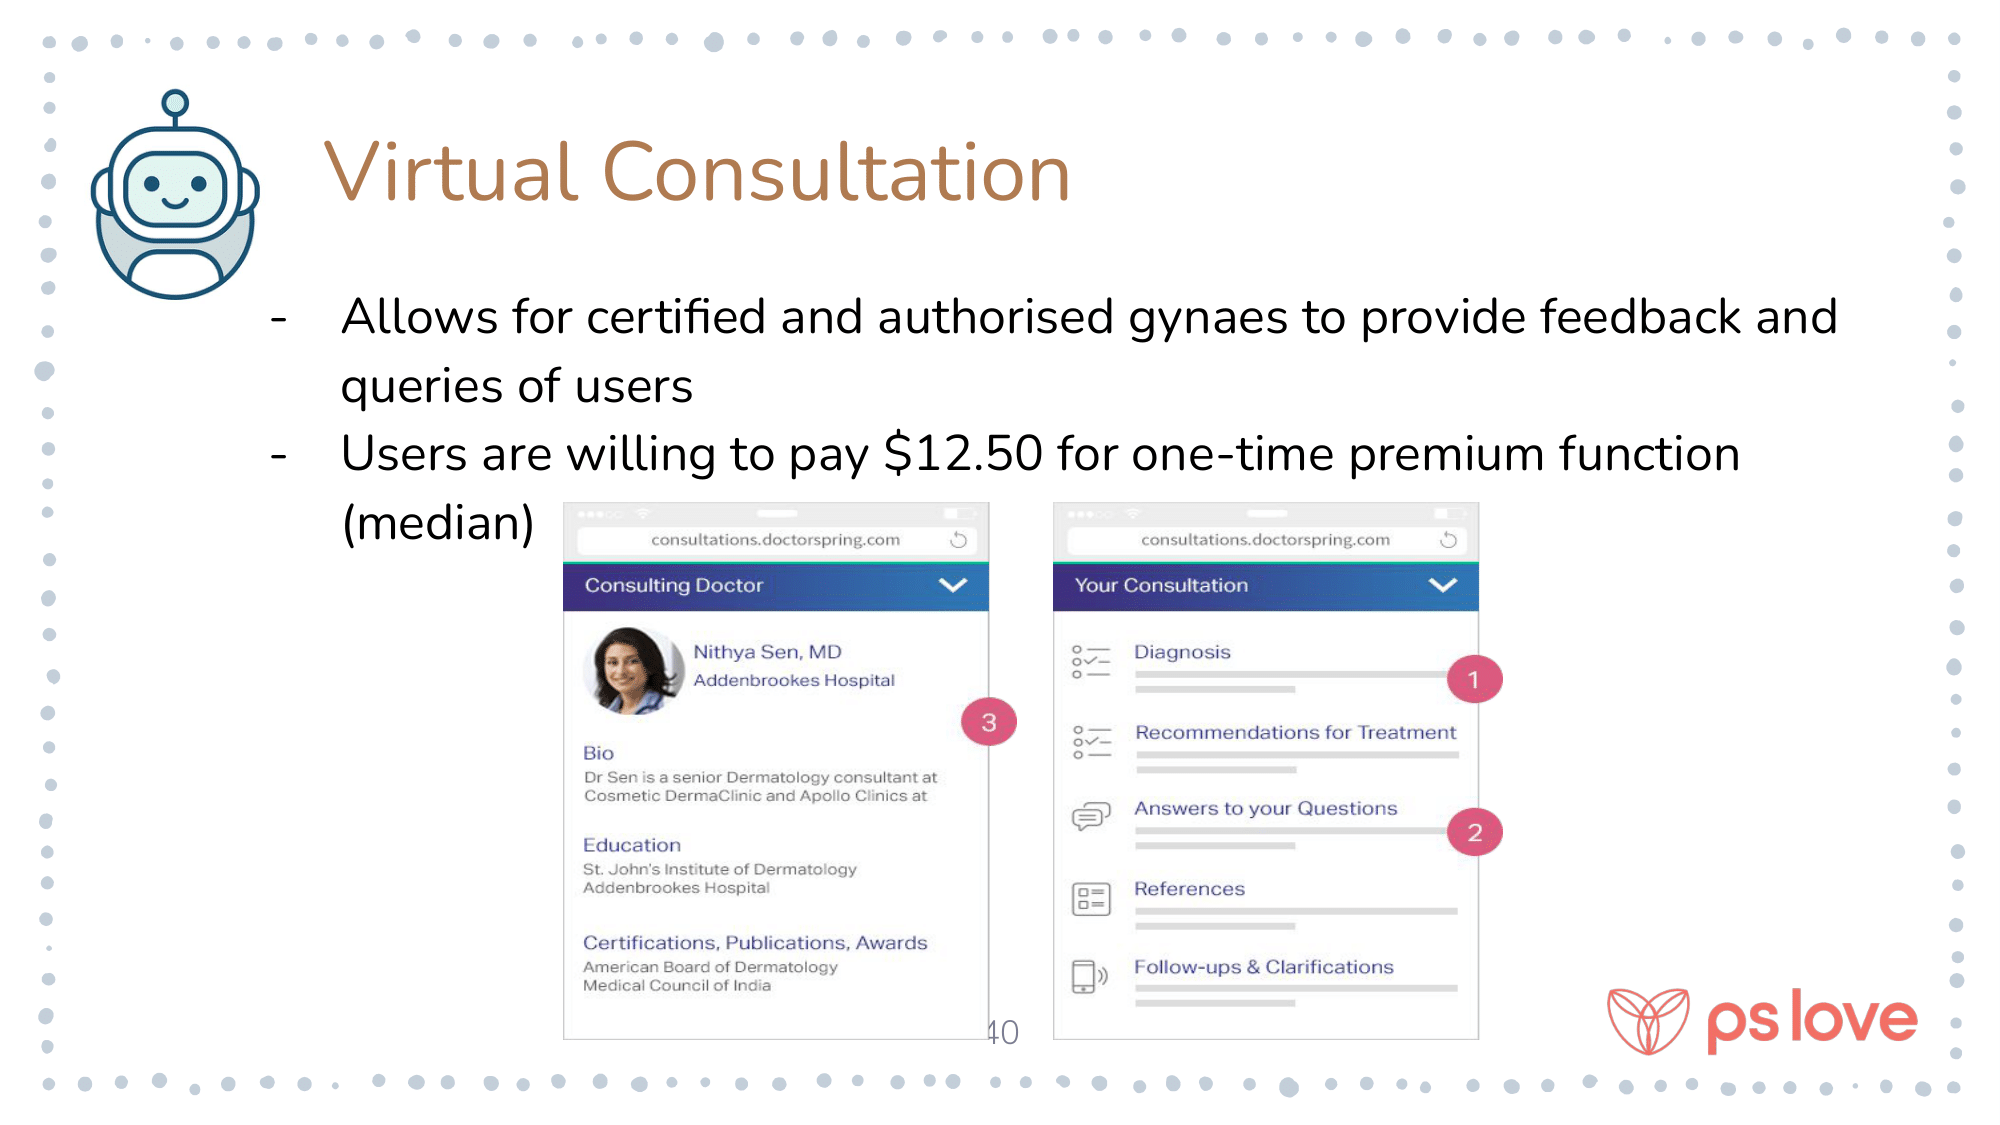 Virtual Consultation
- Allows for certified and authorised gynaes to provide feedback and
queries of users
- Users are willing to pay $12.50 for one-time premium function
(median)
consultations.doctorspring.com
Consulting Doctor
Nithya Sen, MD
Addenbrookes Hospital
3
Bio
Dr Sen is a senior Dermatology consultant at
Cosmetic DermaClinic and Apollo Clinics at
Education
St. John's Institute of Dermatology
Addenbrookes Hospital
Certifications, Publications, Awards
American Board of Dermatology
Medical Council of India
consultations.doctorspring.com
Your Consultation
Diagnosis
1
Recommendations for Treatment
Answers to your Questions
2
References
Follow-ups & Clarifications
40
ps love